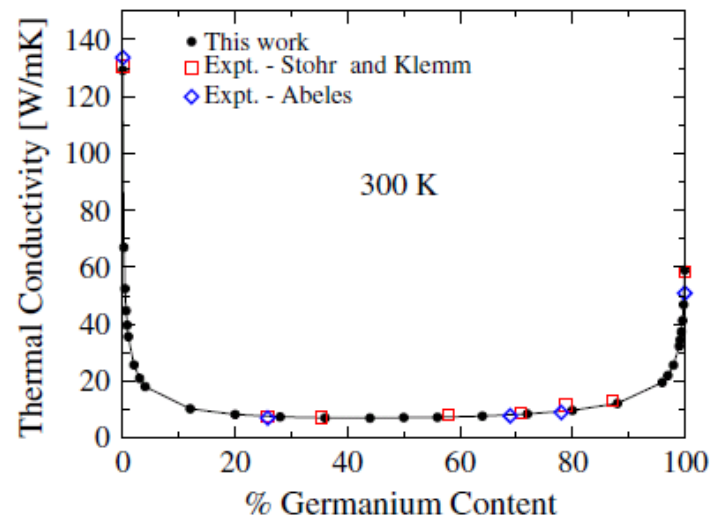 Thermal Conductivity [W/mK]
140
120
100
80
60
40
20
0
This work
Expt. - Stohr and Klemm
Expt. - Abeles
300 K
0 20 40 60 80 100
% Germanium Content